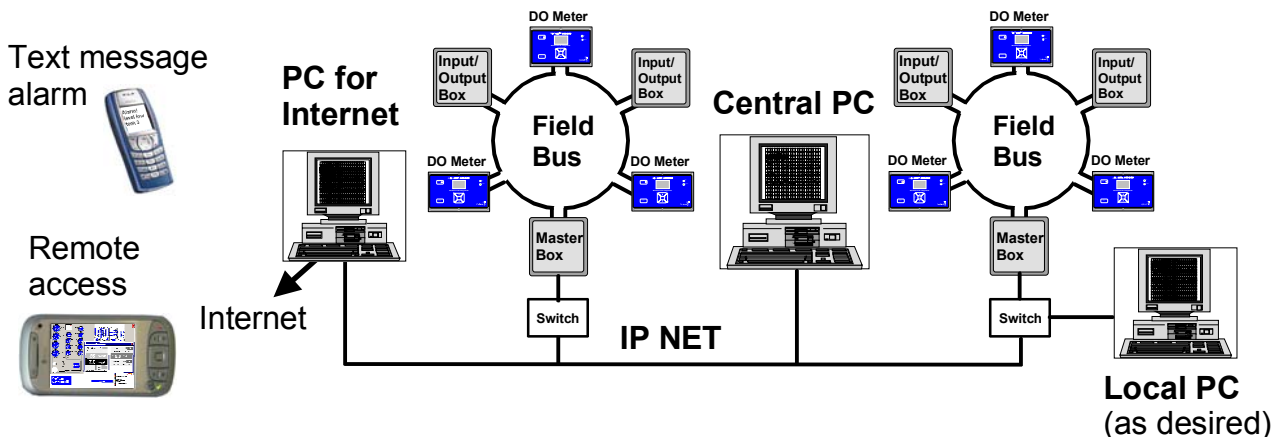 Text message
alarm
Remote
access
PC for
Internet
Internet
DO Meter
Input/
Output
Box
Input/
Output
Box
Field
Bus
DO Meter
DO Meter
Master
Box
Switch
IP NET
Central PC
DO Meter
Input/
Output
Box
Input/
Output
Box
Field
Bus
DO Meter
DO Meter
Master
Box
Switch
Local PC
(as desired)